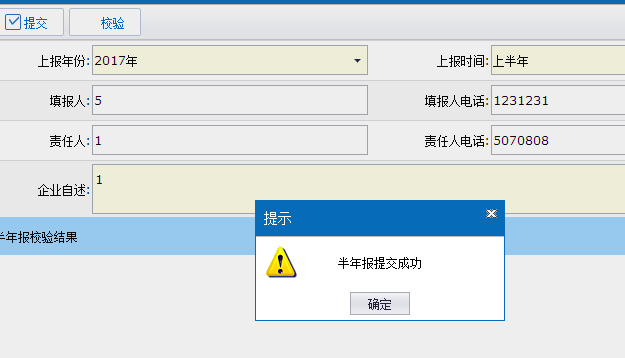 提交 校验
上报年份: 2017年 上报时间: 上半年
填报人: 5 填报人电话: 1231231
责任人: 1 责任人电话: 5070808
企业自述: 1
半年报校验结果
提示
半年报提交成功
确定